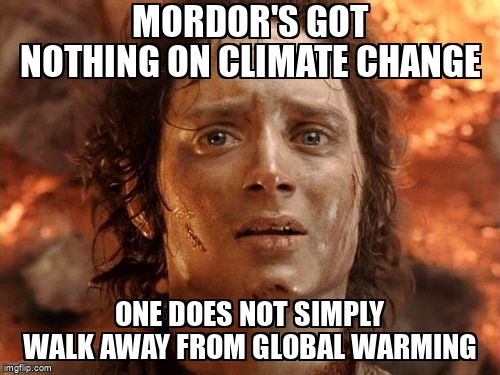 MORDOR'S GOT
NOTHING ON CLIMATE CHANGE
ONE DOES NOT SIMPLY
WALK AWAY FROM GLOBAL WARMING
imgflip.com